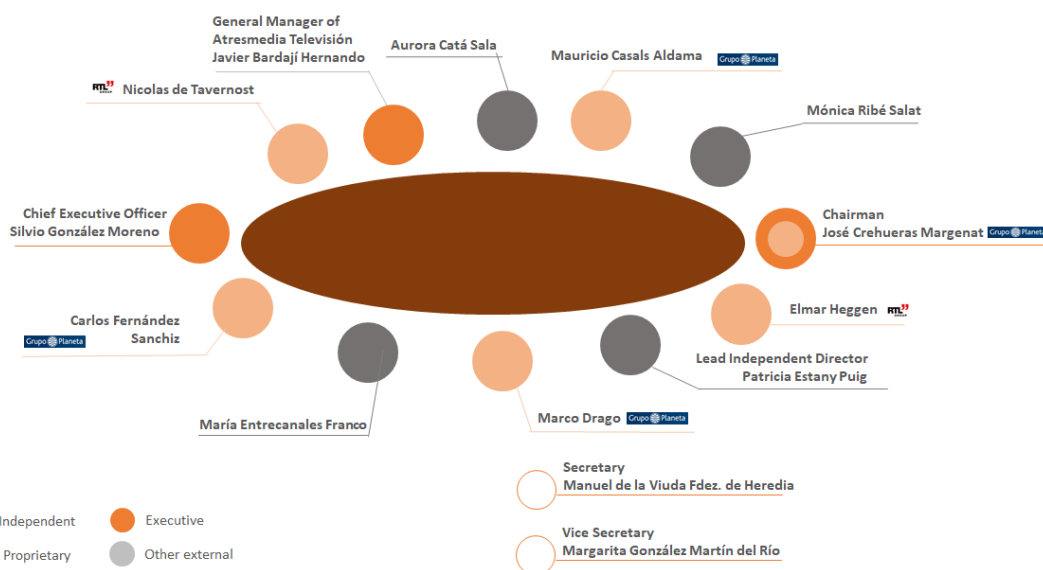 General Manager of
Atresmedia Televisión
Javier Bardají Hernando
Aurora Catá Sala
Mauricio Casals Aldama Grupo Planeta
RTL GROUP Nicolas de Tavernost
Mónica Ribé Salat
Chief Executive Officer
Silvio González Moreno
Chairman
José Crehueras Margenat Grupo Planeta
Elmar Heggen RTL
Carlos Fernández
Sanchiz
Grupo Planeta
Lead Independent Director
Patricia Estany Puig
María Entrecanales Franco
Marco Drago Grupo Planeta
Secretary
Manuel de la Viuda Fdez. de Heredia
Vice Secretary
Margarita González Martín del Río
Independent Executive
Proprietary Other external